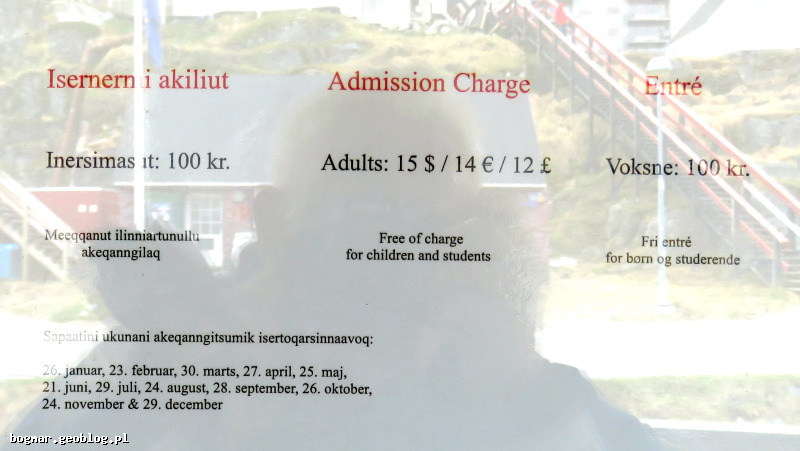 Isernermi akiliut
Inersimasut: 100 kr.
Meeqqanut ilinniartunullu
akeqanngilaq
Admission Charge
Adults: 15 $ / 14 € / 12 £
Free of charge
for children and students
Entré
Voksne: 100 kr.
Fri entré
for børn og studerende
Sapaatini ukunani akeqanngitsumik isertoqarsinnaavoq:
26. januar, 23. februar, 30. marts, 27. april, 25. maj,
21. juni, 29. juli, 24. august, 28. september, 26. oktober,
24. november & 29. december
bognar.geoblog.pl